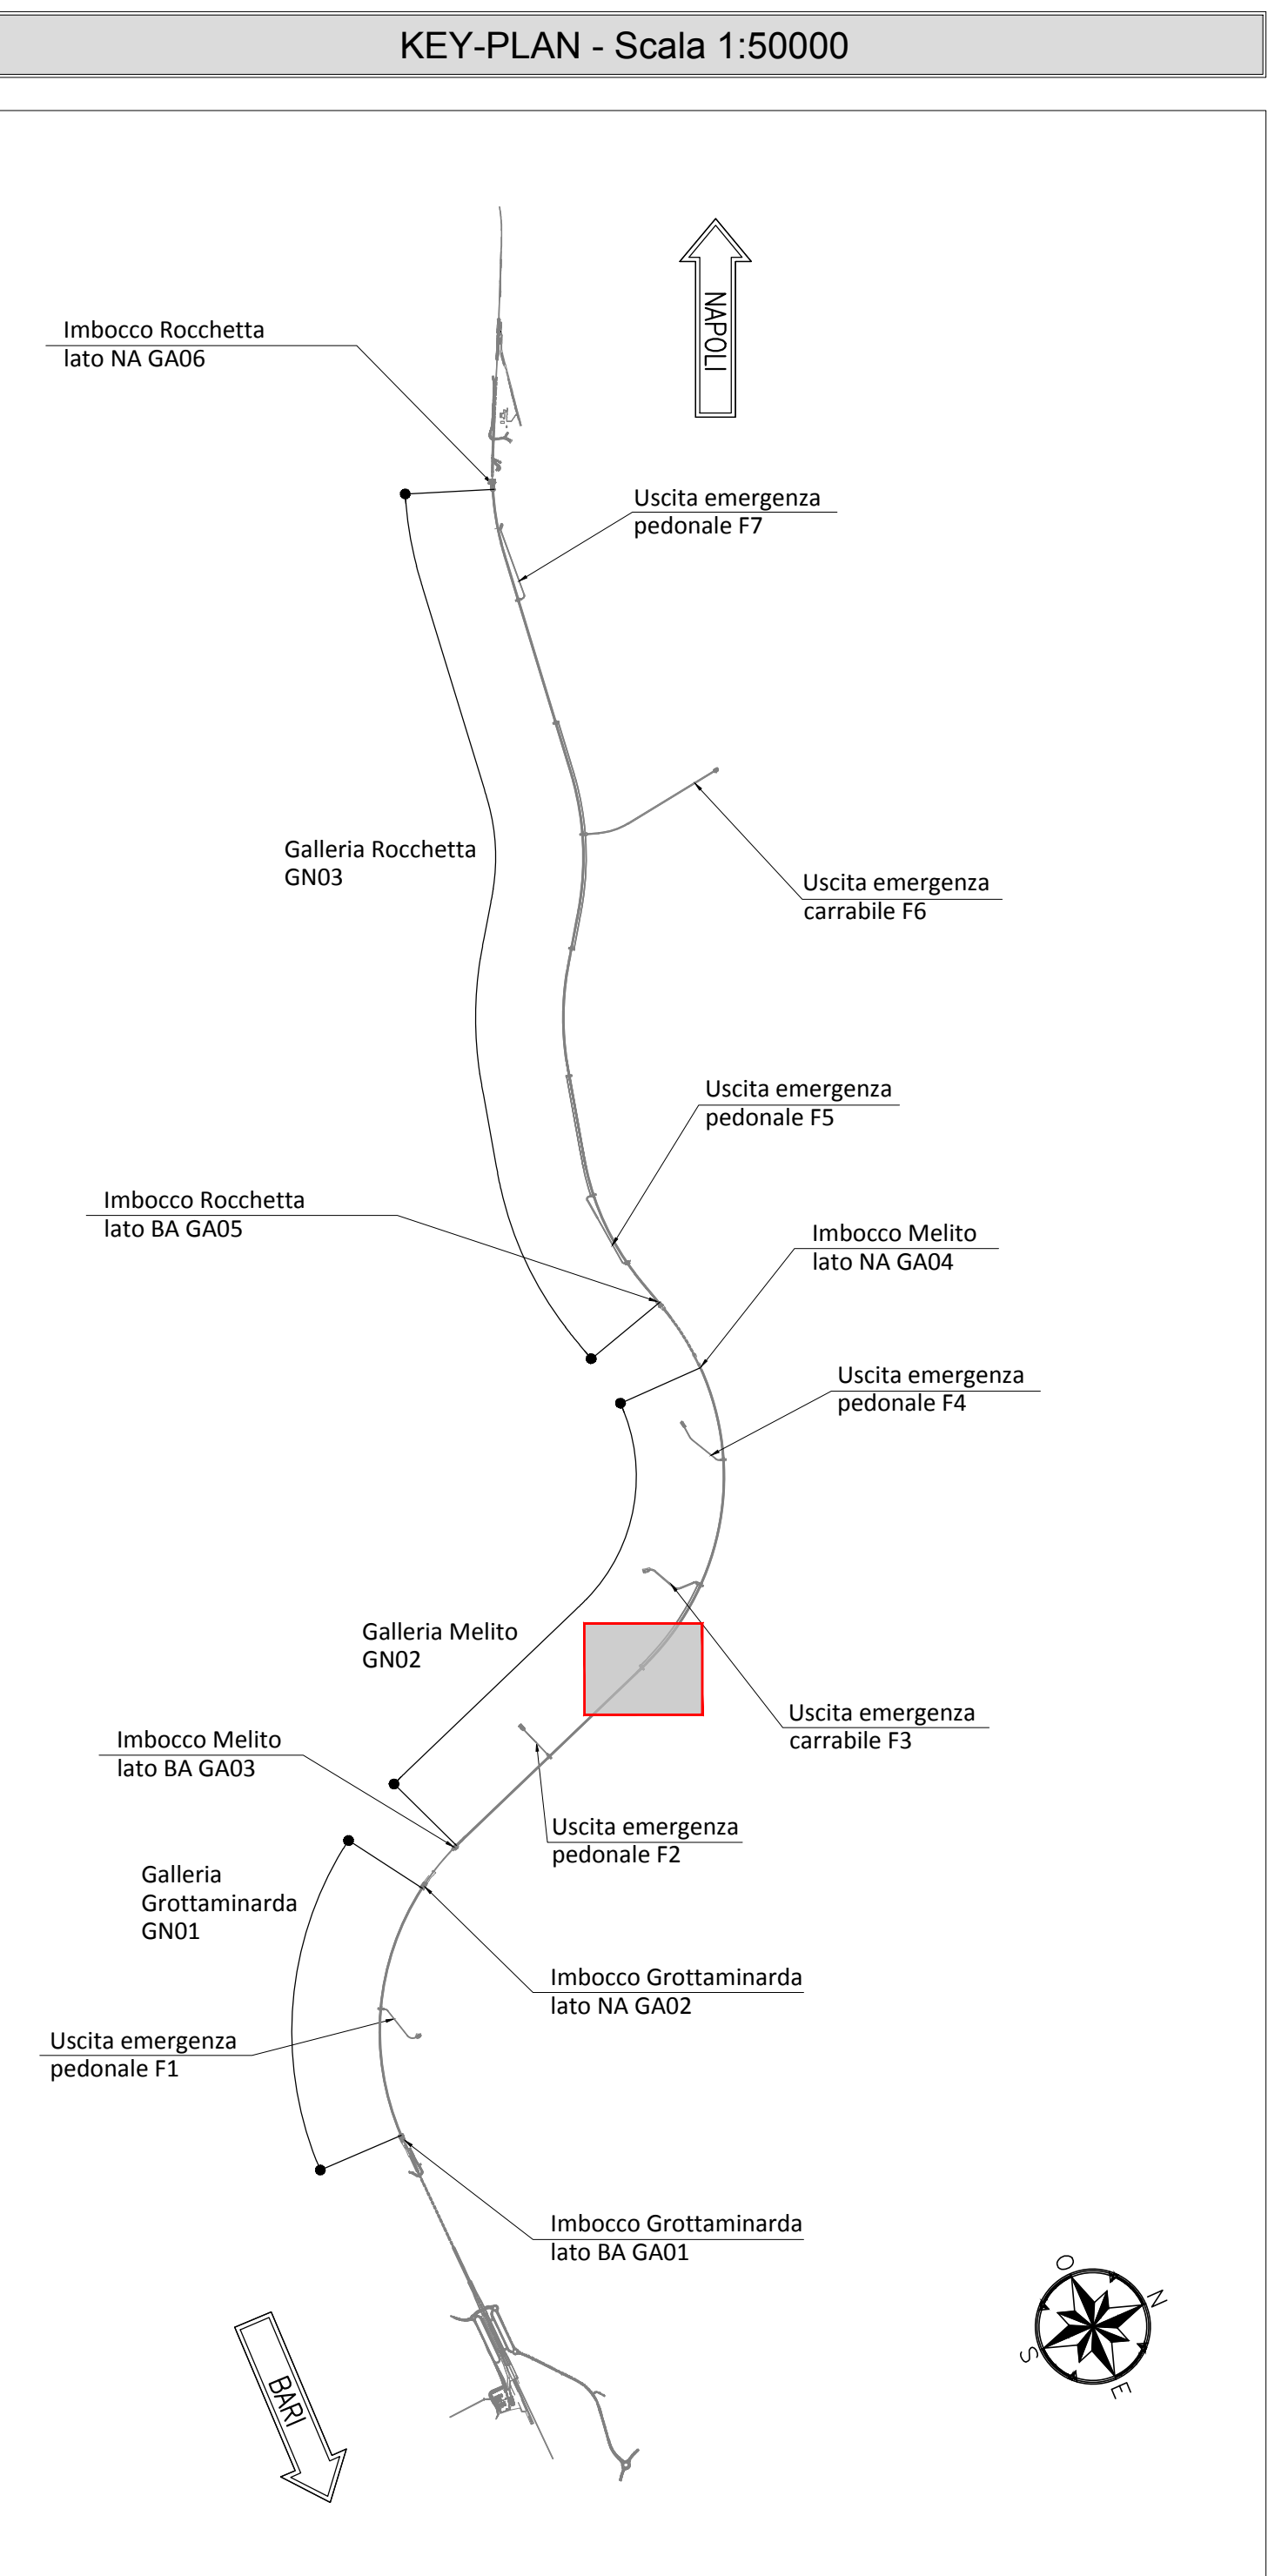 KEY-PLAN - Scala 1:50000
NAPOLI
Imbocco Rocchetta
lato NA GA06
Uscita emergenza
pedonale F7
Galleria Rocchetta
GN03
Uscita emergenza
carrabile F6
Uscita emergenza
pedonale F5
Imbocco Rocchetta
lato BA GA05
Imbocco Melito
lato NA GA04
Uscita emergenza
pedonale F4
Galleria Melito
GN02
Uscita emergenza
carrabile F3
Imbocco Melito
lato BA GA03
Uscita emergenza
pedonale F2
Galleria
Grottaminarda
GN01
Imbocco Grottaminarda
lato NA GA02
Uscita emergenza
pedonale F1
Imbocco Grottaminarda
lato BA GA01
O
N
S
E
BARI